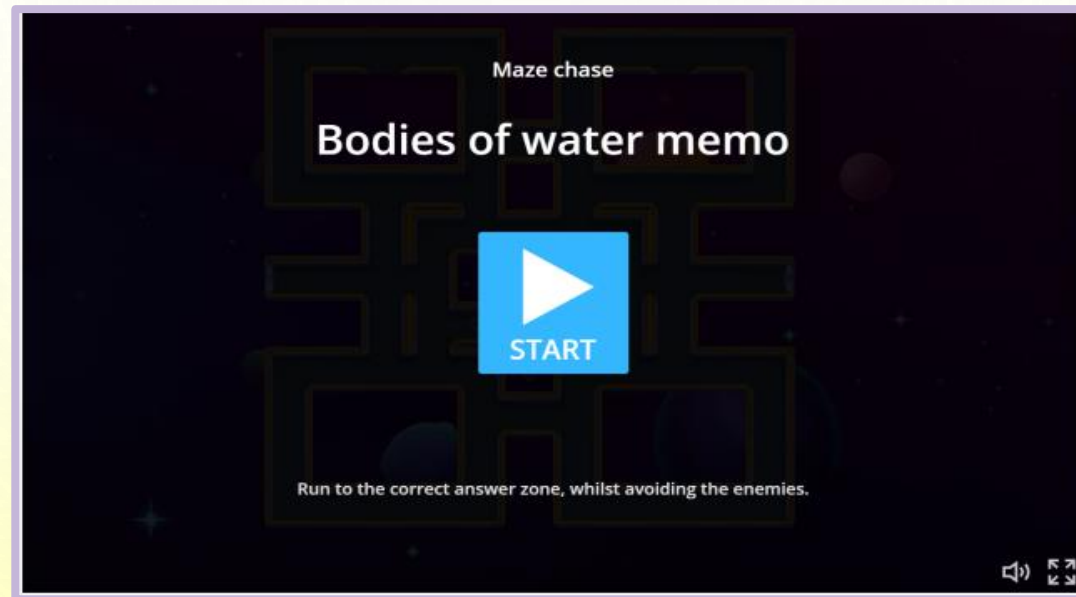 Maze chase
Bodies of water memo
START
Run to the correct answer zone, whilst avoiding the enemies.